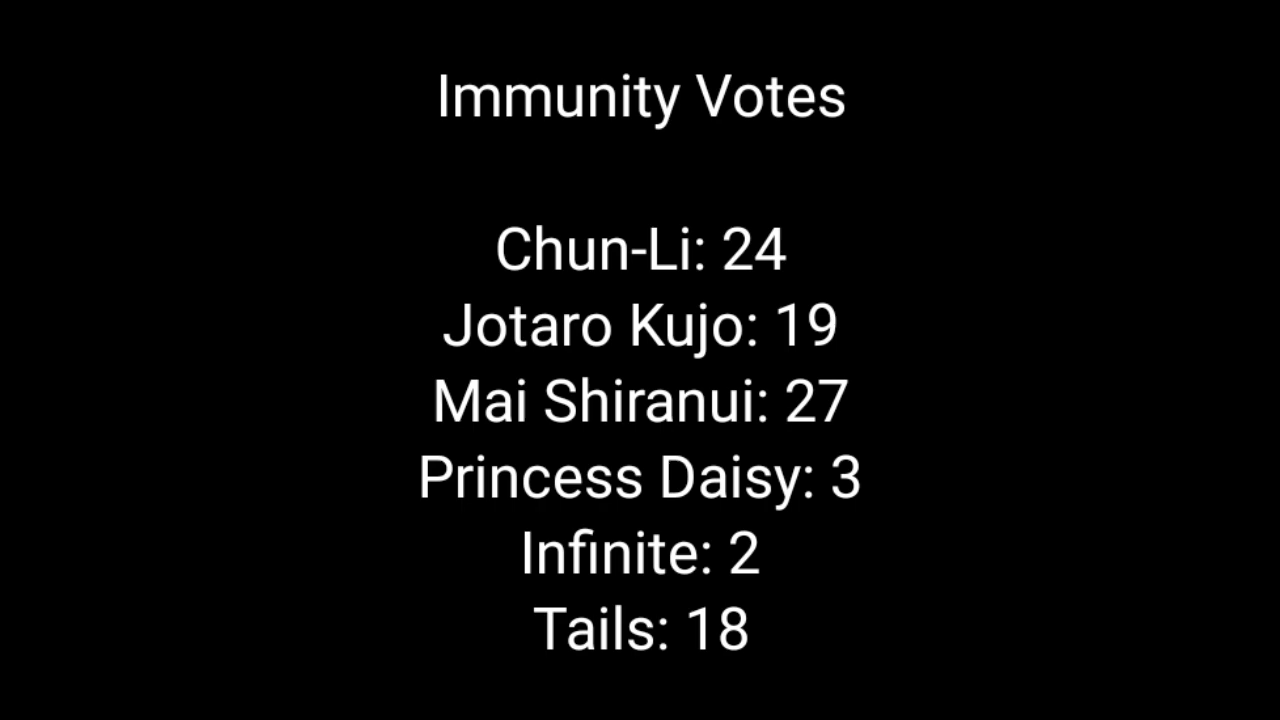 Immunity Votes
Chun-Li: 24
Jotaro Kujo: 19
Mai Shiranui: 27
Princess Daisy: 3
Infinite: 2
Tails: 18